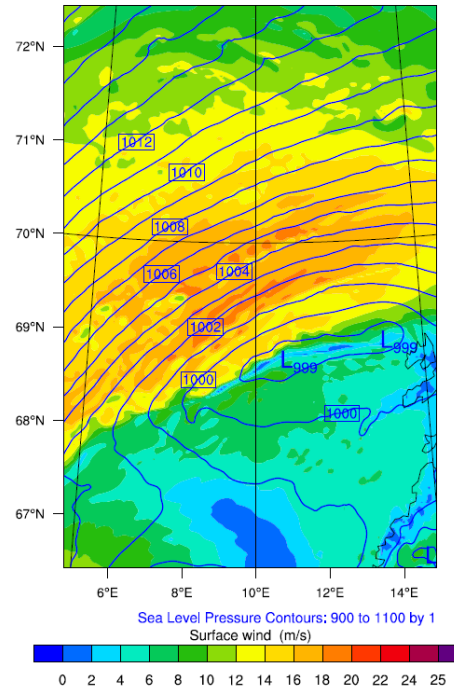 72°N
71°N
1012
1010
70°N
1008
1006
1004
69°N
1002
L999
L999
1000
68°N
1000
67°N
6°E 8°E 10°E 12°E 14°E
Sea Level Pressure Contours: 900 to 1100 by 1
Surface wind (m/s)
0 2 4 6 8 10 12 14 16 18 20 22 24 25